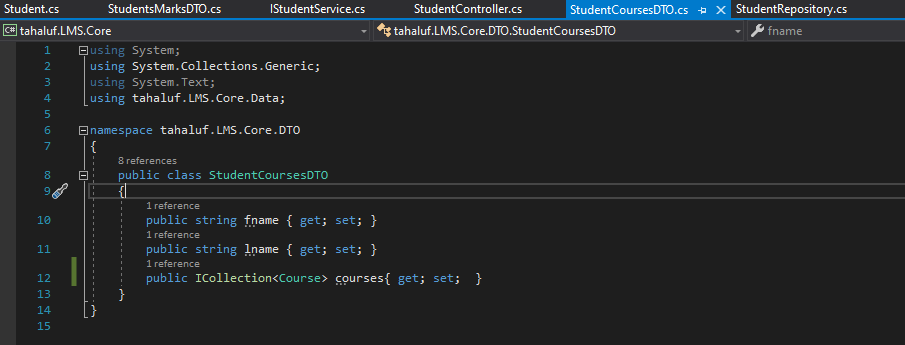 Student.cs StudentsMarksDTO.cs IStudentService.cs StudentController.cs StudentCoursesDTO.cs StudentRepository.cs
C# tahaluf.LMS.Core tahaluf.LMS.Core.DTO.StudentCoursesDTO fname
1 using System;
2 using System.Collections.Generic;
3 using System.Text;
4 using tahaluf.LMS.Core.Data;
5
6 namespace tahaluf.LMS.Core.DTO
7 {
8 references
8 public class StudentCoursesDTO
9 {
1 reference
10 public string fname { get; set; }
1 reference
11 public string lname { get; set; }
1 reference
12 public ICollection<Course> courses{ get; set;  }
13 }
14 }
15